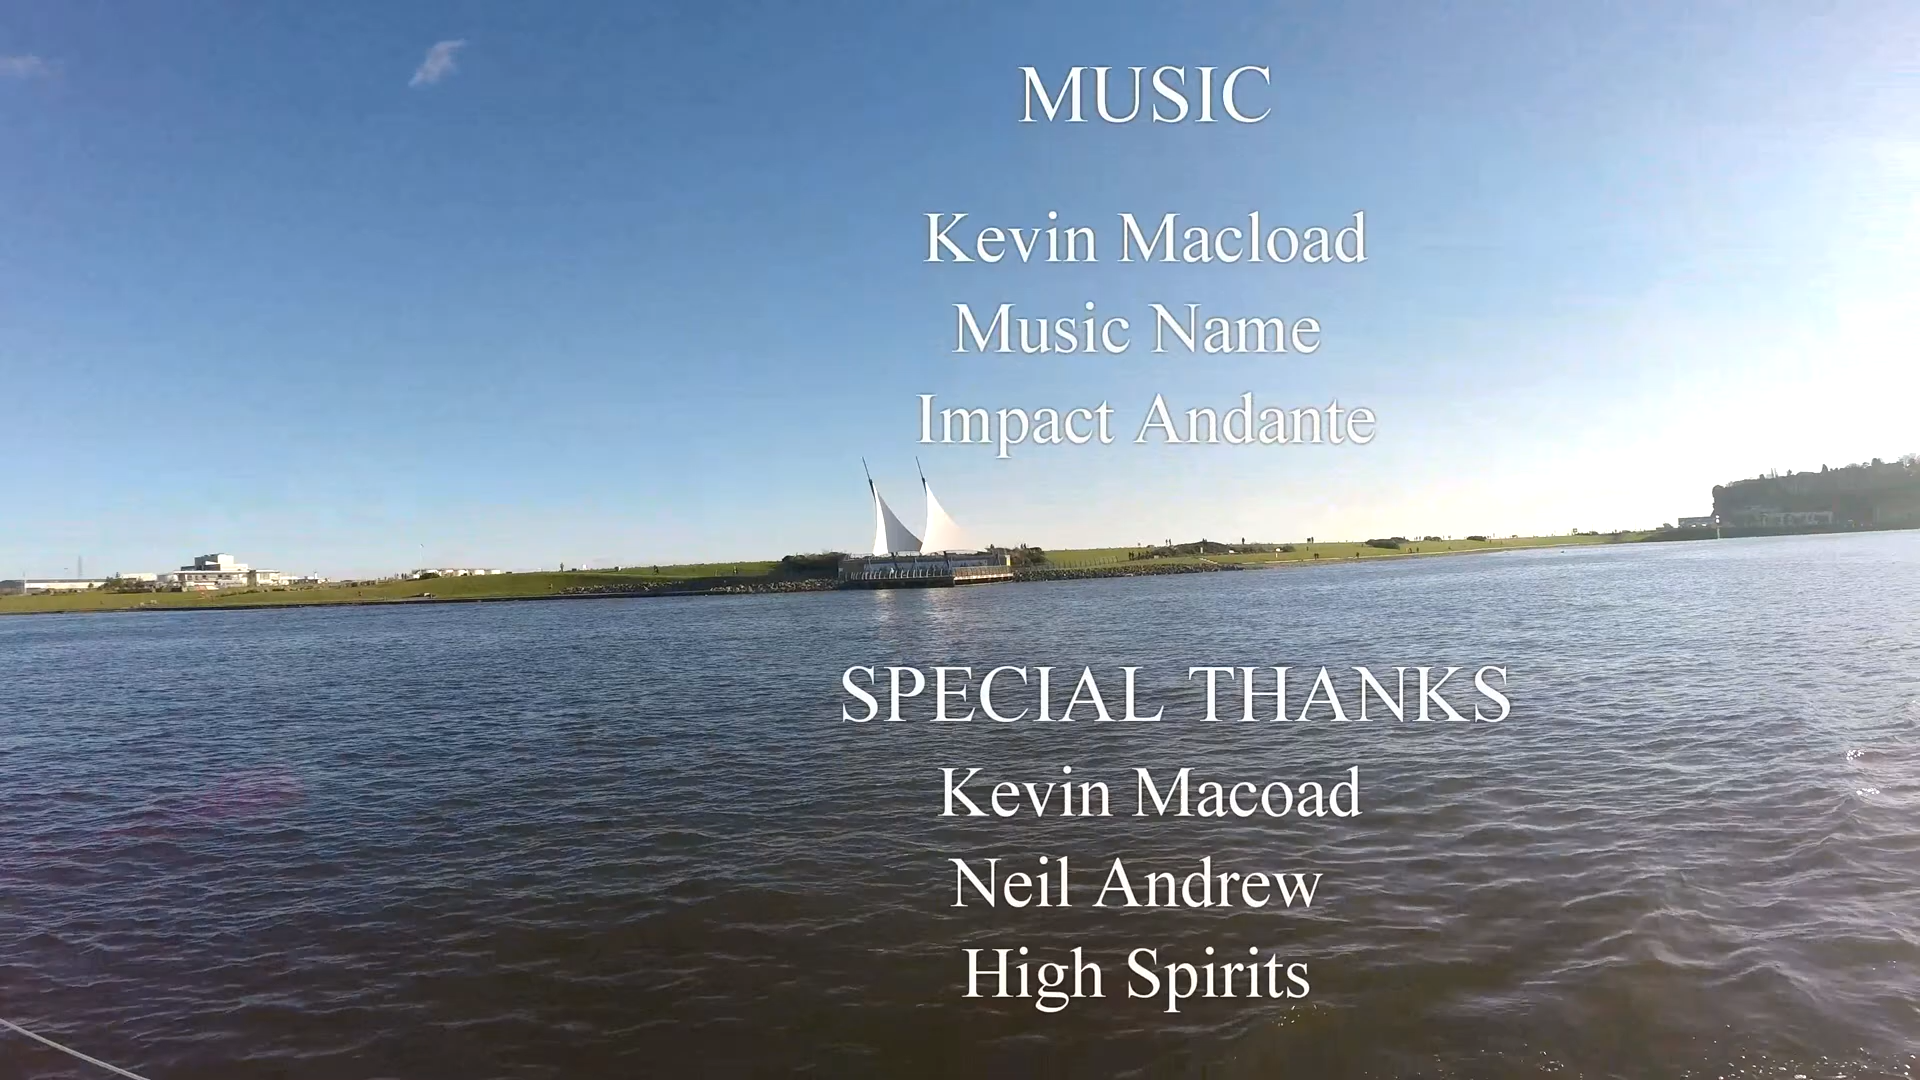 MUSIC
Kevin Macload
Music Name
Impact Andante
SPECIAL THANKS
Kevin Macoad
Neil Andrew
High Spirits